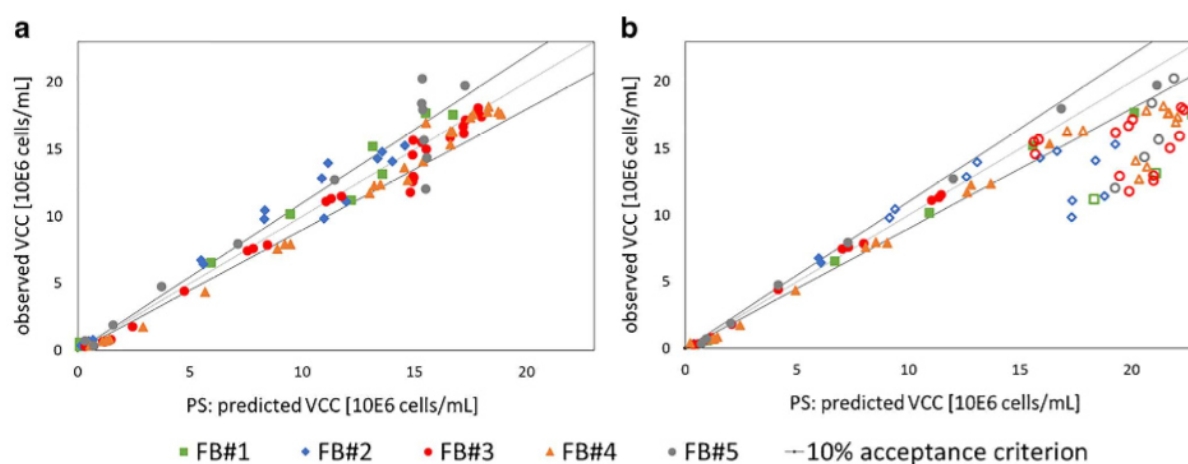 a
b
observed VCC [10E6 cells/mL]
20
15
10
5
0
0 5 10 15 20
PS: predicted VCC [10E6 cells/mL]
observed VCC [10E6 cells/mL]
20
15
10
5
0
0 5 10 15 20
PS: predicted VCC [10E6 cells/mL]
FB#1 FB#2 FB#3 FB#4 FB#5 10% acceptance criterion